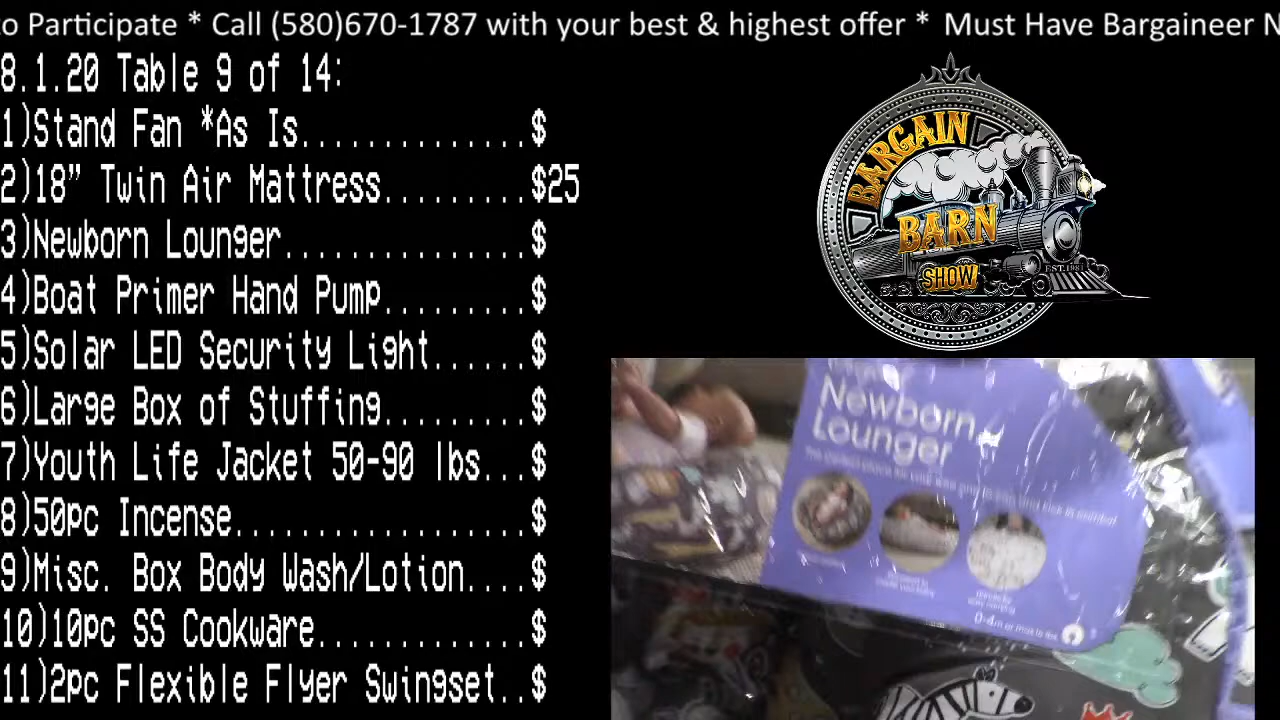 to Participate * Call (580)670-1787 with your best & highest offer * Must Have Bargaineer N
8.1.20 Table 9 of 14:
1)Stand Fan *As Is..............$
2)18” Twin Air Mattress.........$25
3)Newborn Lounger...............$
4)Boat Primer Hand Pump.........$
5)Solar LED Security Light......$
6)Large Box of Stuffing.........$
7)Youth Life Jacket 50-90 lbs...$
8)50pc Incense..................$
9)Misc. Box Body Wash/Lotion....$
10)10pc SS Cookware.............$
11)2pc Flexible Flyer Swingset..$
BARGAIN
BARN
SHOW
Newborn
Lounger
0-4m